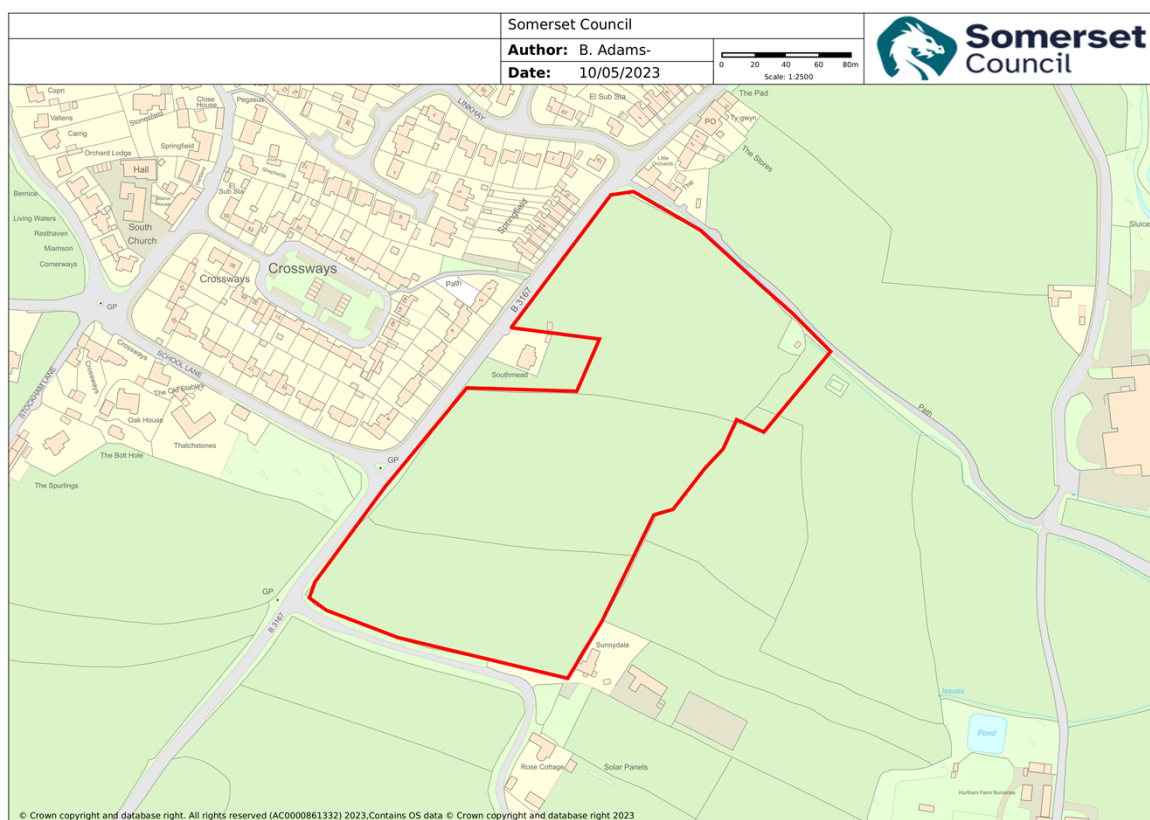 Somerset Council
Author: B. Adams-
Date: 10/05/2023
0 20 40 60 80m
Scale: 1:2500
Somerset
Council
Capri
Vallens
Carrig
Orchard Lodge
Stonesfield
Springfield
Close
House
Pegasus
Hall
Manor
House
El
Sub Sta
Shepherds
South
Church
Bernice
Living Waters
Resthaven
Miamson
Cornerways
GP
LINKHAY
El Sub Sta
The Pad
PO
Ty-gwyn
The Stores
Little
Orchards
The
Springfield
Crossways
Crossways
Path
B 3167
Southmead
SCHOOL LANE
Crossways
Crossways
STOCKHAM LANE
The Old Stables
Oak House
Thatchstones
The Bolt Hole
The Spurlings
GP
GP
B 3167
Path
Sluice
Sunnydale
Rose Cottage
Solar Panels
Issues
Pond
Hurtham Farm Nurseries
© Crown copyright and database right. All rights reserved (AC0000861332) 2023,Contains OS data © Crown copyright and database right 2023